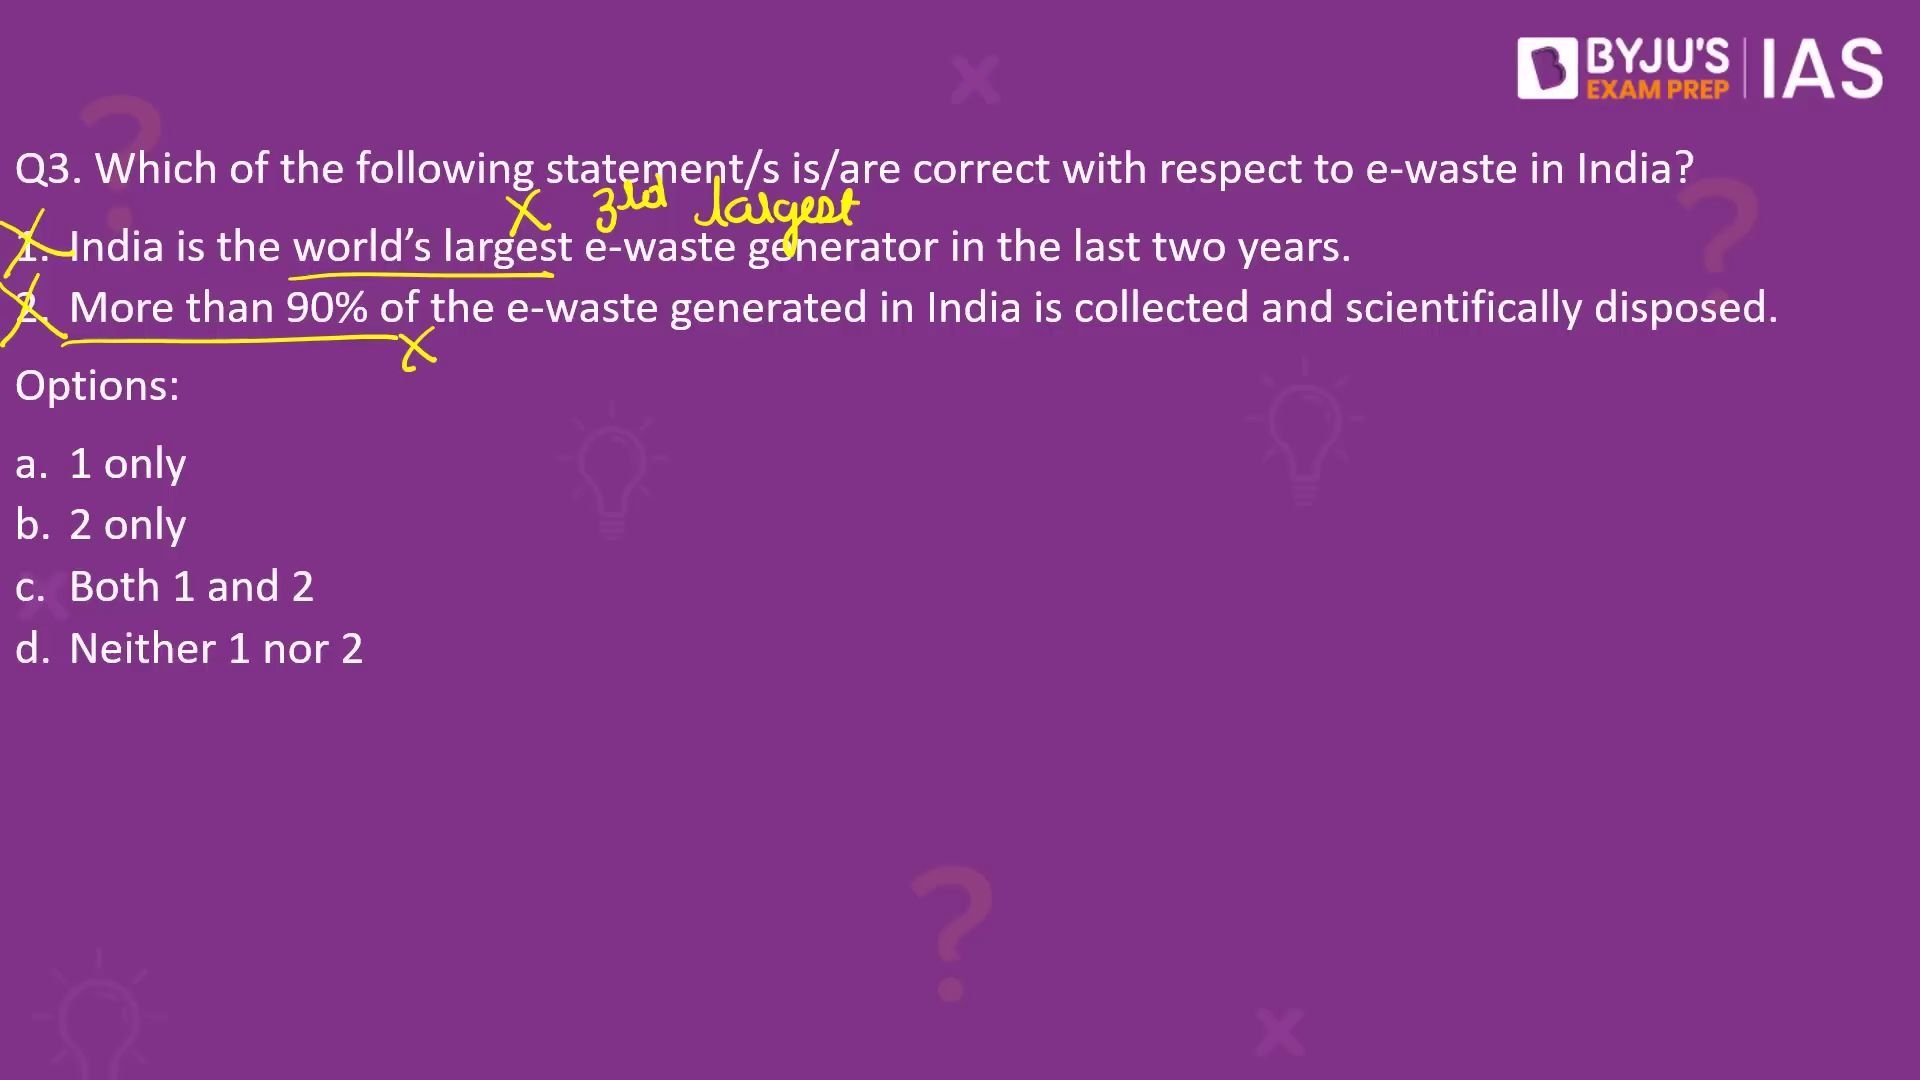 BYJU'S
EXAM PREP
IAS
Q3. Which of the following statement/s is/are correct with respect to e-waste in India?
x 3rd largest
1. India is the world's largest e-waste generator in the last two years.
2. More than 90% of the e-waste generated in India is collected and scientifically disposed.
x
Options:
a. 1 only
b. 2 only
c. Both 1 and 2
d. Neither 1 nor 2